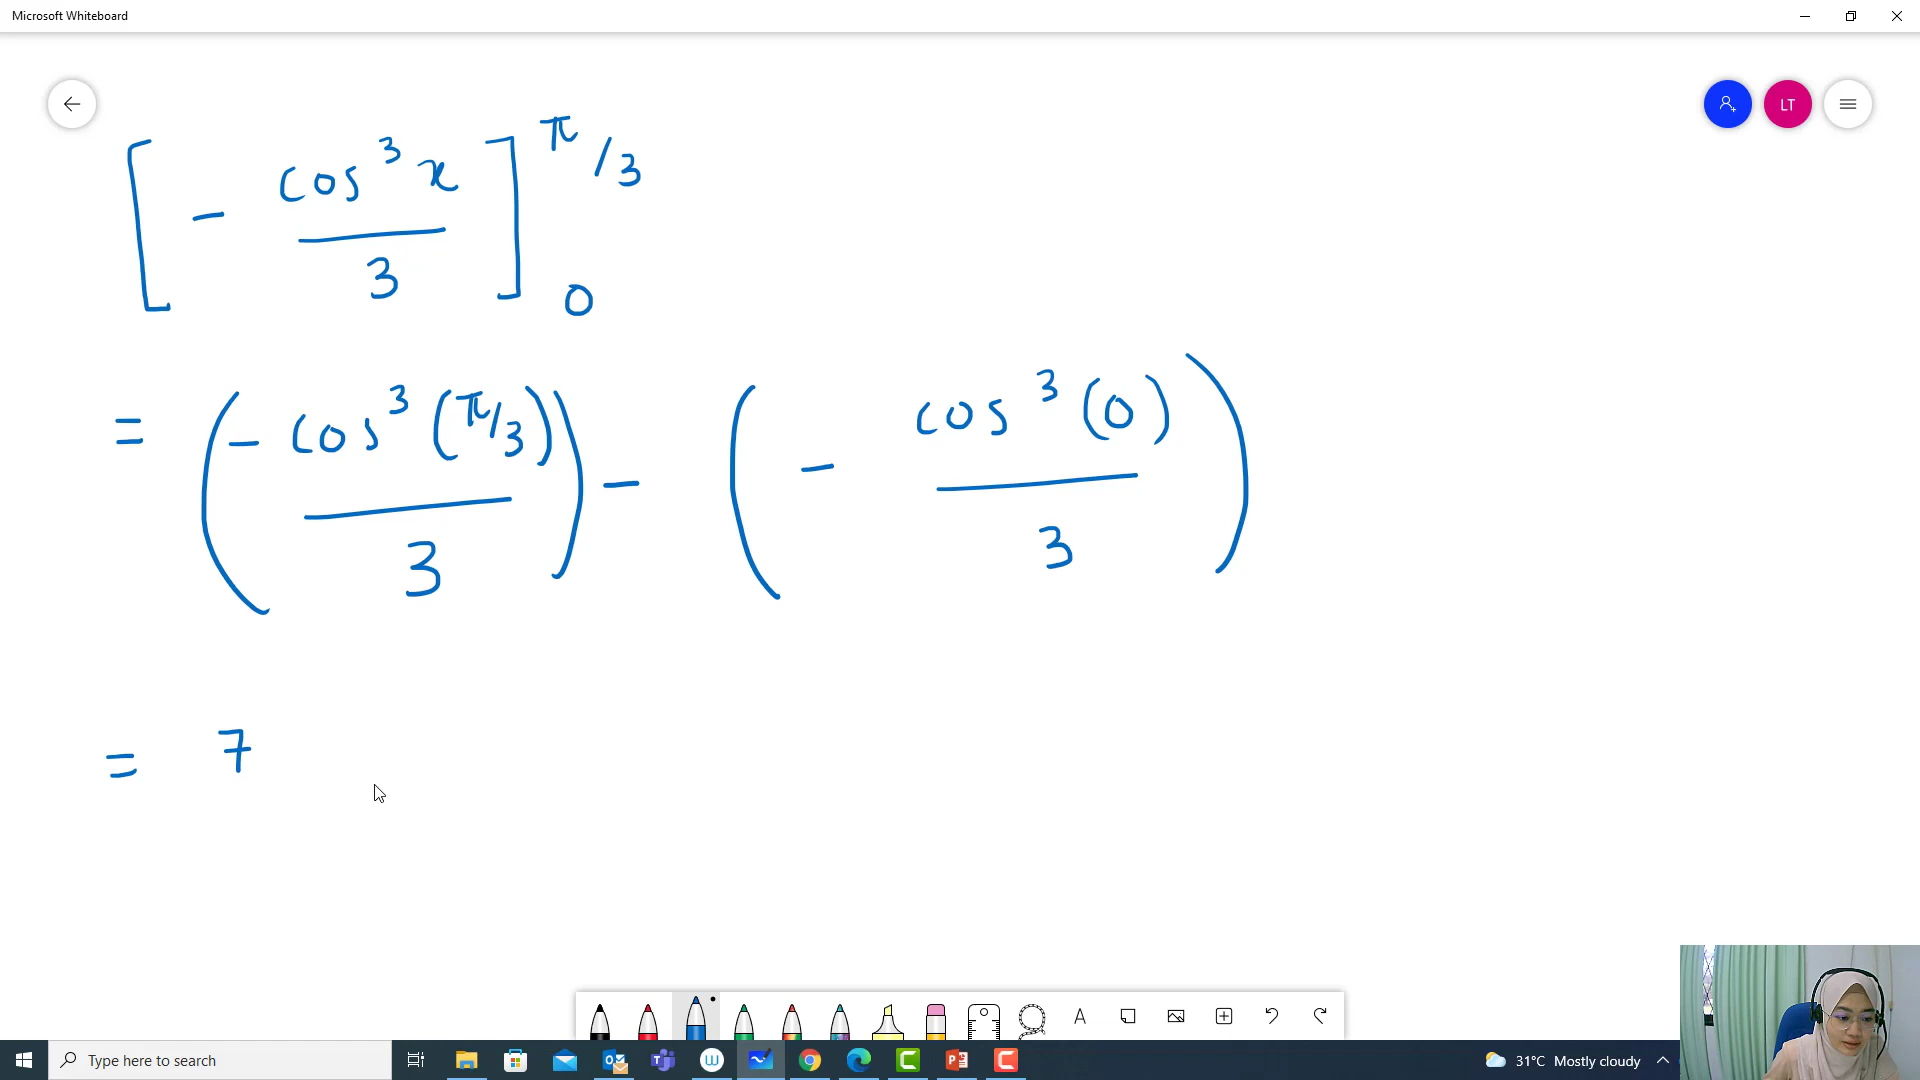 Microsoft Whiteboard
LT
[ - cos³x / 3 ] π/3 0
= ( - cos³(π/3) / 3 ) - ( - cos³(0) / 3 )
= 7
Type here to search
31°C Mostly cloudy